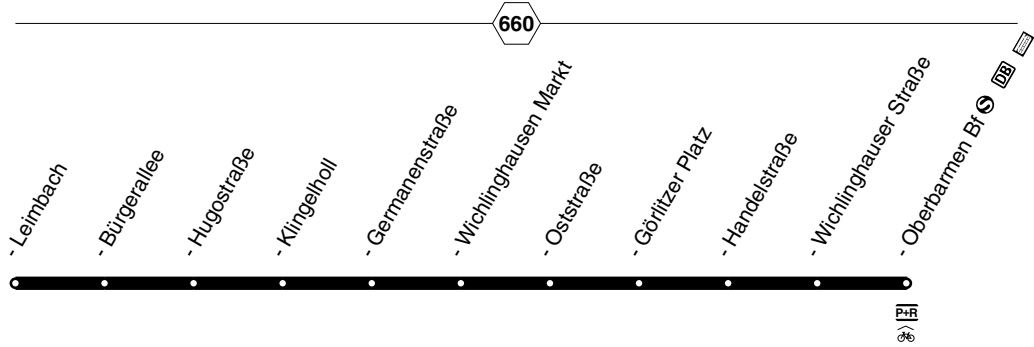 660
- Leimbach
- Bürgerallee
- Hugostraße
- Klingelholl
- Germanenstraße
- Wichlinghausen Markt
- Oststraße
- Görlitzer Platz
- Handelstraße
- Wichlinghauser Straße
- Oberbarmen Bf S DB
P+R